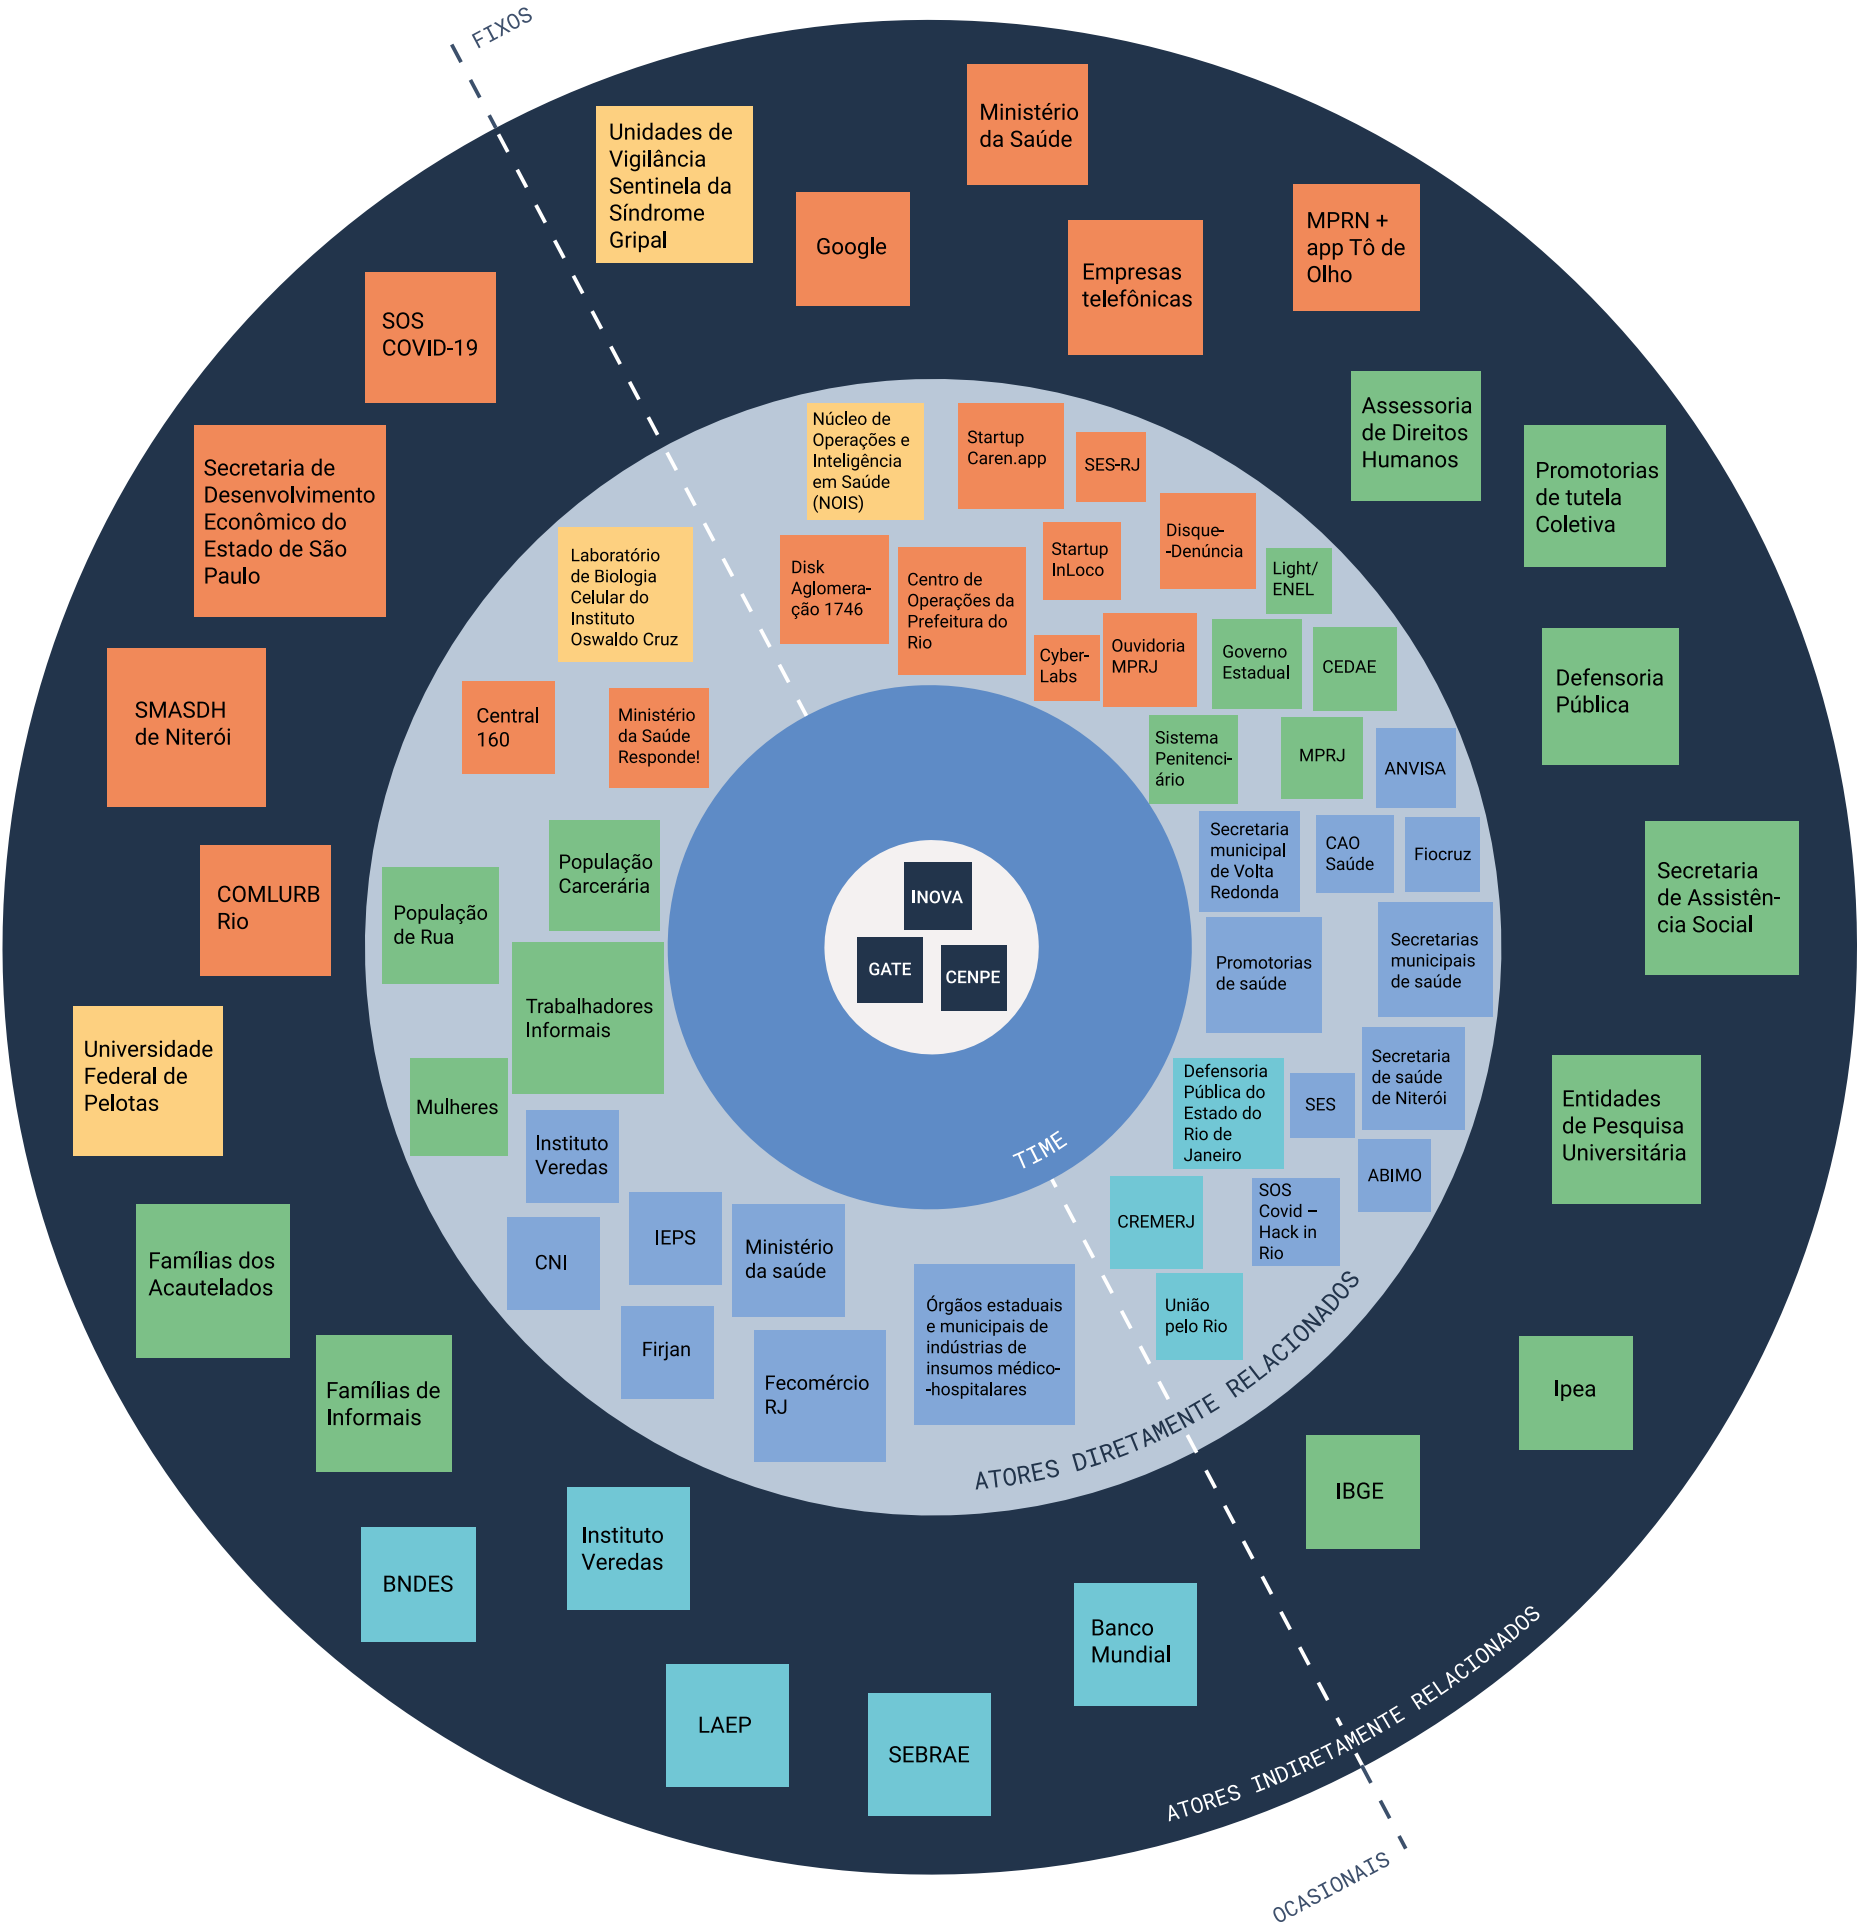 FIXOS
Unidades de
Vigilância
Sentinela da
Síndrome
Gripal
Ministério
da Saúde
Google
Empresas
telefônicas
MPRN +
app Tô de
Olho
SOS
COVID-19
Assessoria
de Direitos
Humanos
Promotorias
de tutela
Coletiva
Secretaria de
Desenvolvimento
Econômico do
Estado de São
Paulo
Núcleo de
Operações e
Inteligência
em Saúde
(NOIS)
Startup
Caren.app
SES-RJ
Disque-
-Denúncia
Startup
InLoco
Light/
ENEL
Laboratório
de Biologia
Celular do
Instituto
Oswaldo Cruz
Disk
Aglomera-
ção 1746
Centro de
Operações da
Prefeitura do
Rio
Cyber-
Labs
Ouvidoria
MPRJ
Governo
Estadual
CEDAE
Defensoria
Pública
SMASDH
de Niterói
Central
160
Ministério
da Saúde
Responde!
Sistema
Penitenci-
ário
MPRJ
ANVISA
Secretaria
municipal
de Volta
Redonda
CAO
Saúde
Fiocruz
Secretaria
de Assistên-
cia Social
COMLURB
Rio
População
Carcerária
População
de Rua
INOVA
GATE
CENPE
Promotorias
de saúde
Secretarias
municipais
de saúde
Trabalhadores
Informais
Universidade
Federal de
Pelotas
Mulheres
Instituto
Veredas
TIME
Defensoria
Pública do
Estado do
Rio de
Janeiro
SES
Secretaria
de saúde
de Niterói
Entidades
de Pesquisa
Universitária
ABIMO
Famílias dos
Acautelados
CNI
IEPS
Ministério
da saúde
CREMERJ
SOS
Covid –
Hack in
Rio
Firjan
Fecomércio
RJ
Órgãos estaduais
e municipais de
indústrias de
insumos médico-
-hospitalares
União
pelo Rio
ATORES DIRETAMENTE RELACIONADOS
Famílias de
Informais
Ipea
IBGE
Instituto
Veredas
BNDES
Banco
Mundial
LAEP
SEBRAE
ATORES INDIRETAMENTE RELACIONADOS
OCASIONAIS